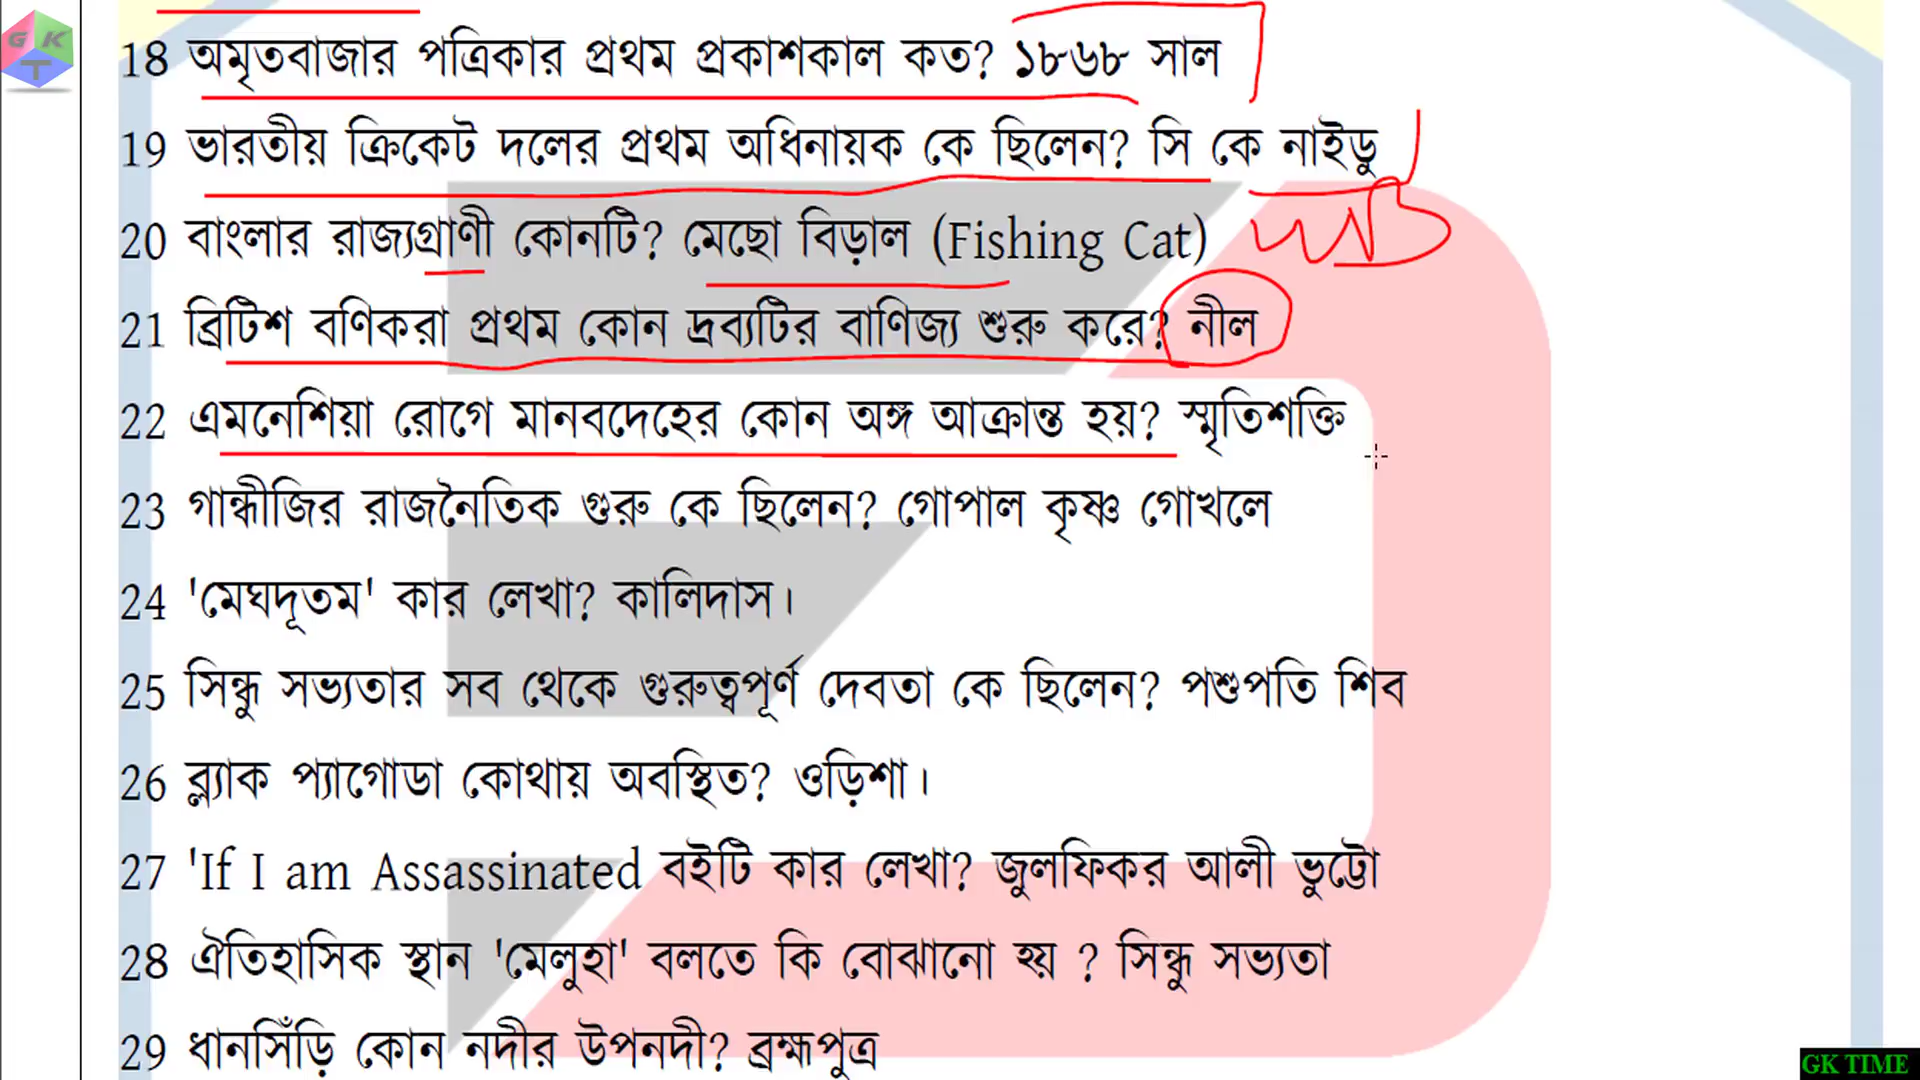 GKT
18 অমৃতবাজার পত্রিকার প্রথম প্রকাশকাল কত? ১৮৬৮ সাল
19 ভারতীয় ক্রিকেট দলের প্রথম অধিনায়ক কে ছিলেন? সি কে নাইডু
20 বাংলার রাজ্যপ্রাণী কোনটি? মেছো বিড়াল (Fishing Cat)
21 ব্রিটিশ বণিকরা প্রথম কোন দ্রব্যটির বাণিজ্য শুরু করে? নীল
22 এমনেশিয়া রোগে মানবদেহের কোন অঙ্গ আক্রান্ত হয়? স্মৃতিশক্তি
23 গান্ধীজির রাজনৈতিক গুরু কে ছিলেন? গোপাল কৃষ্ণ গোখলে
24 'মেঘদূতম' কার লেখা? কালিদাস।
25 সিন্ধু সভ্যতার সব থেকে গুরুত্বপূর্ণ দেবতা কে ছিলেন? পশুপতি শিব
26 ব্ল্যাক প্যাগোডা কোথায় অবস্থিত? ওড়িশা।
27 'If I am Assassinated বইটি কার লেখা? জুলফিকর আলী ভুট্টো
28 ঐতিহাসিক স্থান 'মেলুহা' বলতে কি বোঝানো হয় ? সিন্ধু সভ্যতা
29 ধানসিঁড়ি কোন নদীর উপনদী? ব্রহ্মপুত্র
GK TIME